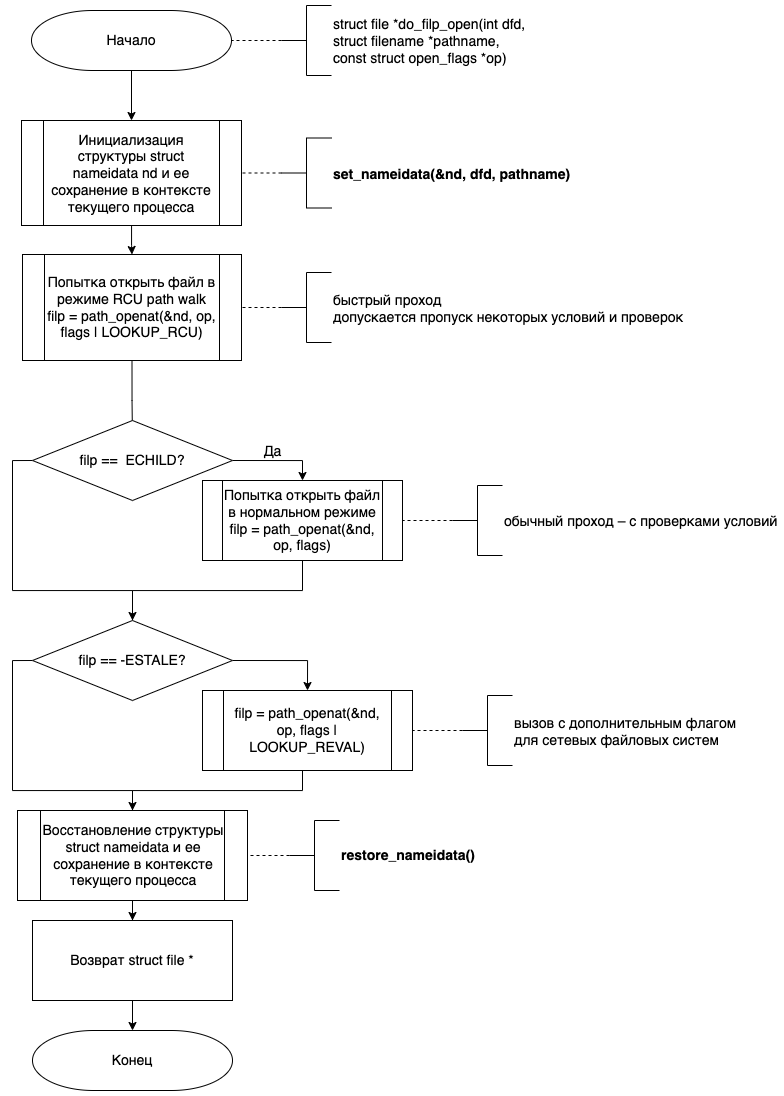 Начало
struct file *do_filp_open(int dfd,
struct filename *pathname,
const struct open_flags *op)
Инициализация
структуры struct
nameidata nd и ее
сохранение в контексте
текущего процесса
set_nameidata(&nd, dfd, pathname)
Попытка открыть файл в
режиме RCU path walk
filp = path_openat(&nd, op,
flags | LOOKUP_RCU)
быстрый проход
допускается пропуск некоторых условий и проверок
filp == ECHILD?
Да
Попытка открыть файл
в нормальном режиме
filp = path_openat(&nd,
op, flags)
обычный проход – с проверками условий
filp == -ESTALE?
filp = path_openat(&nd,
op, flags |
LOOKUP_REVAL)
вызов с дополнительным флагом
для сетевых файловых систем
Восстановление структуры
struct nameidata и ее
сохранение в контексте
текущего процесса
restore_nameidata()
Возврат struct file *
Конец